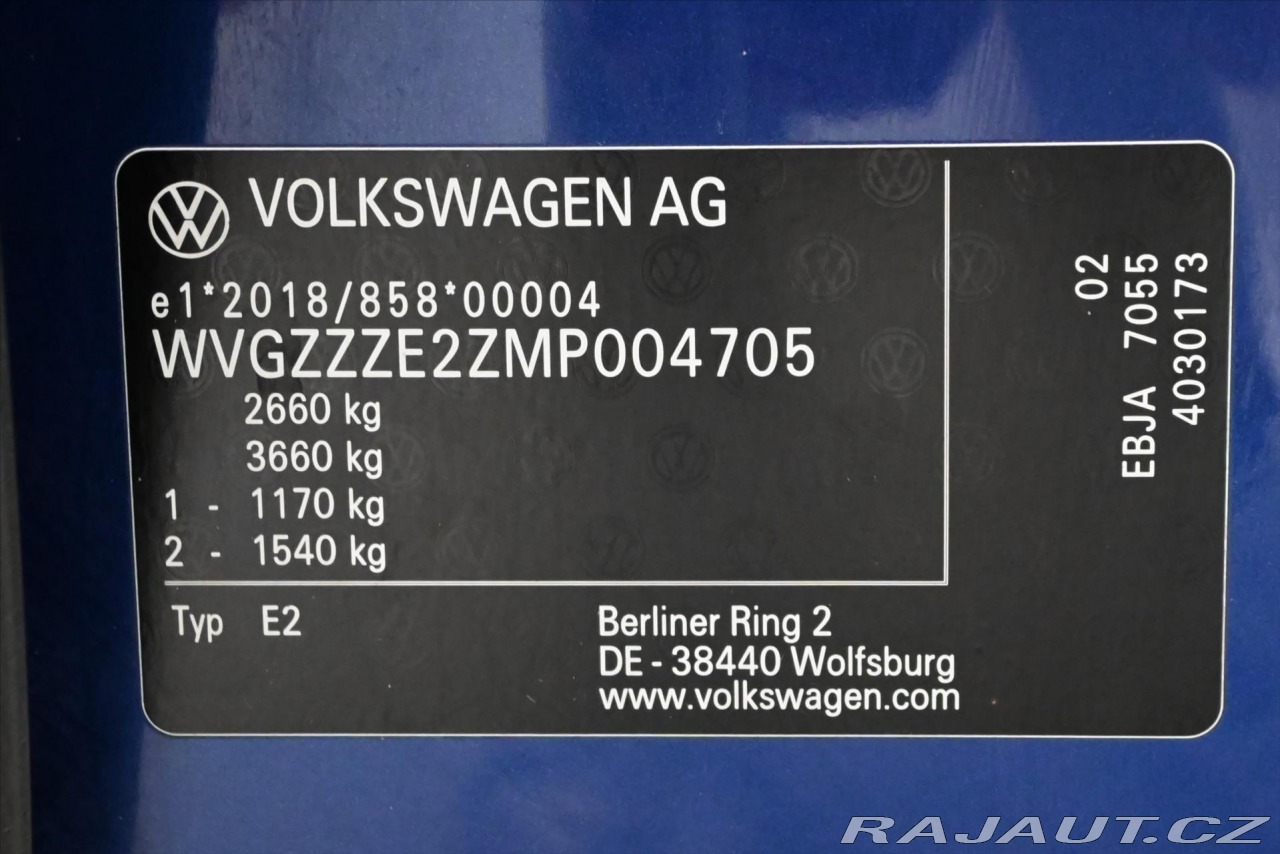 VOLKSWAGEN AG
e1*2018/858*00004
WVGZZZE2ZMP004705
2660 kg
3660 kg
1 - 1170 kg
2 - 1540 kg
Typ E2
Berliner Ring 2
DE - 38440 Wolfsburg
www.volkswagen.com
02
EBJA 7055
4030173
RAJAUT.CZ